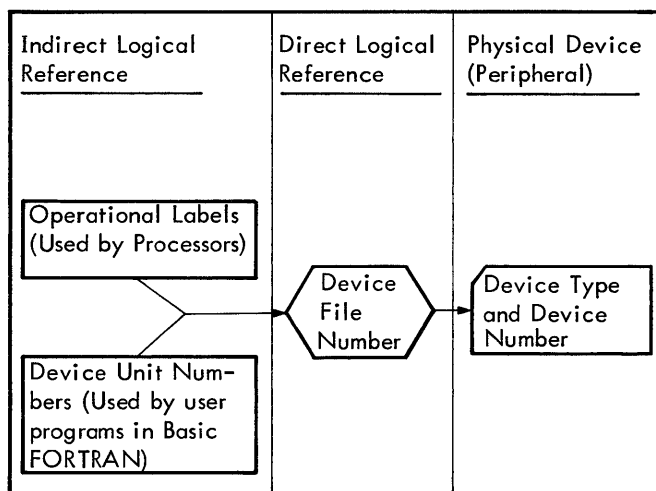 Indirect Logical
Reference
Direct Logical
Reference
Physical Device
(Peripheral)
Operational Labels
(Used by Processors)
Device Unit Num-
bers (Used by user
programs in Basic
FORTRAN)
Device
File
Number
Device Type
and Device
Number